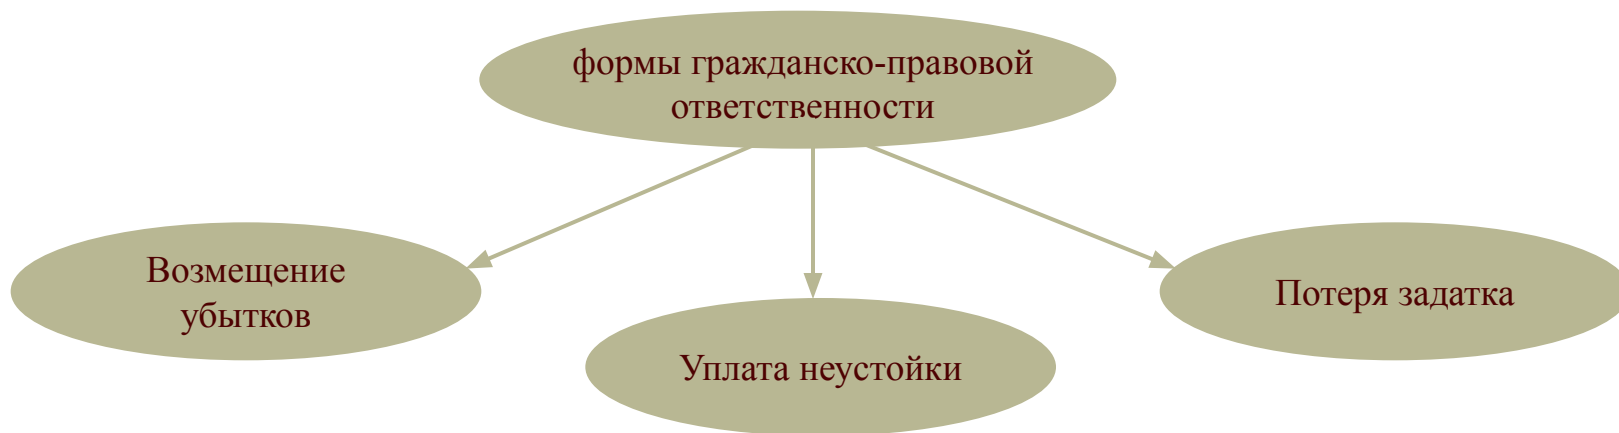 формы гражданско-правовой
ответственности
Возмещение
убытков
Уплата неустойки
Потеря задатка